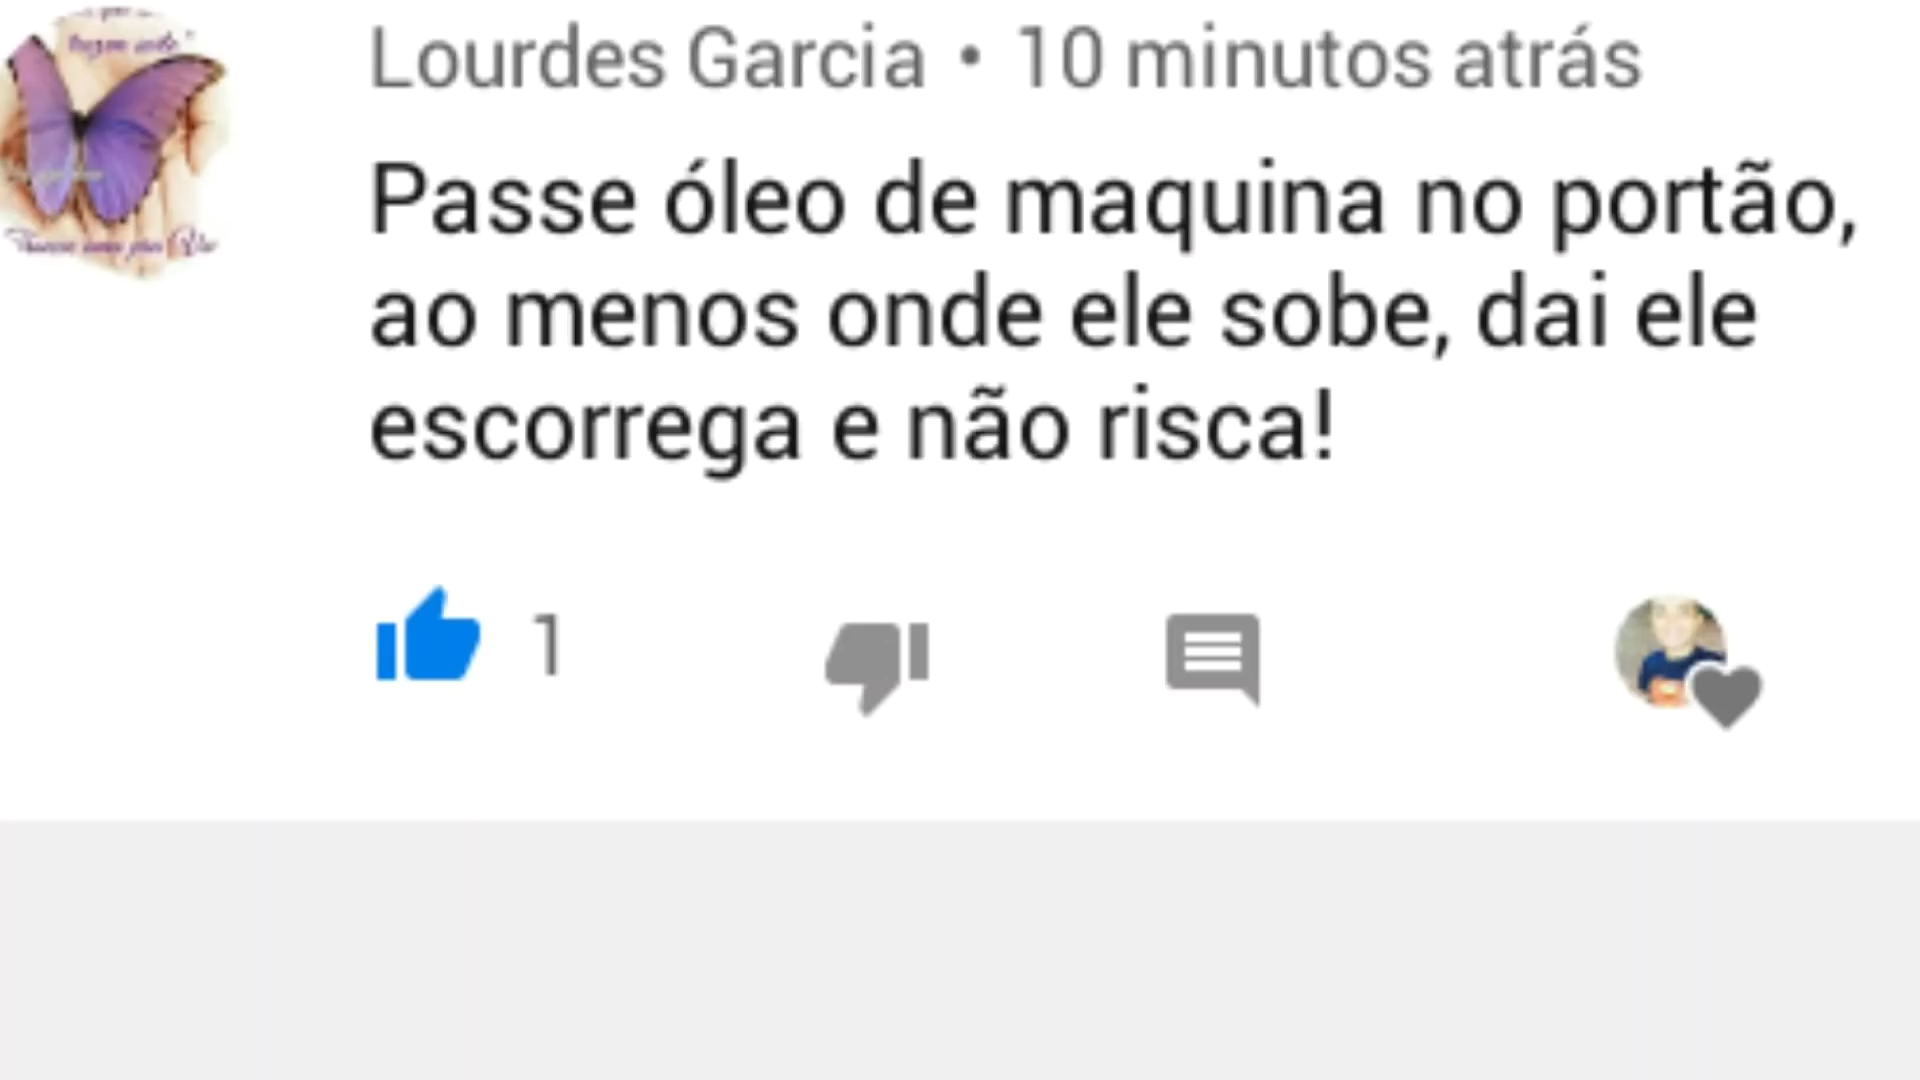 Lourdes Garcia • 10 minutos atrás
Passe óleo de maquina no portão,
ao menos onde ele sobe, dai ele
escorrega e não risca!
1